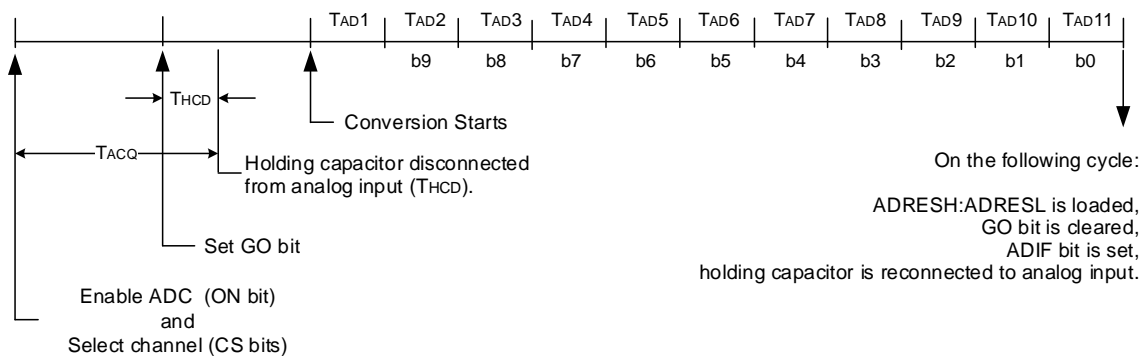 TAD1 TAD2 TAD3 TAD4 TAD5 TAD6 TAD7 TAD8 TAD9 TAD10 TAD11
b9 b8 b7 b6 b5 b4 b3 b2 b1 b0
THCD
Conversion Starts
TACQ
Holding capacitor disconnected
from analog input (THCD).
Set GO bit
Enable ADC (ON bit)
and
Select channel (CS bits)
On the following cycle:
ADRESH:ADRESL is loaded,
GO bit is cleared,
ADIF bit is set,
holding capacitor is reconnected to analog input.